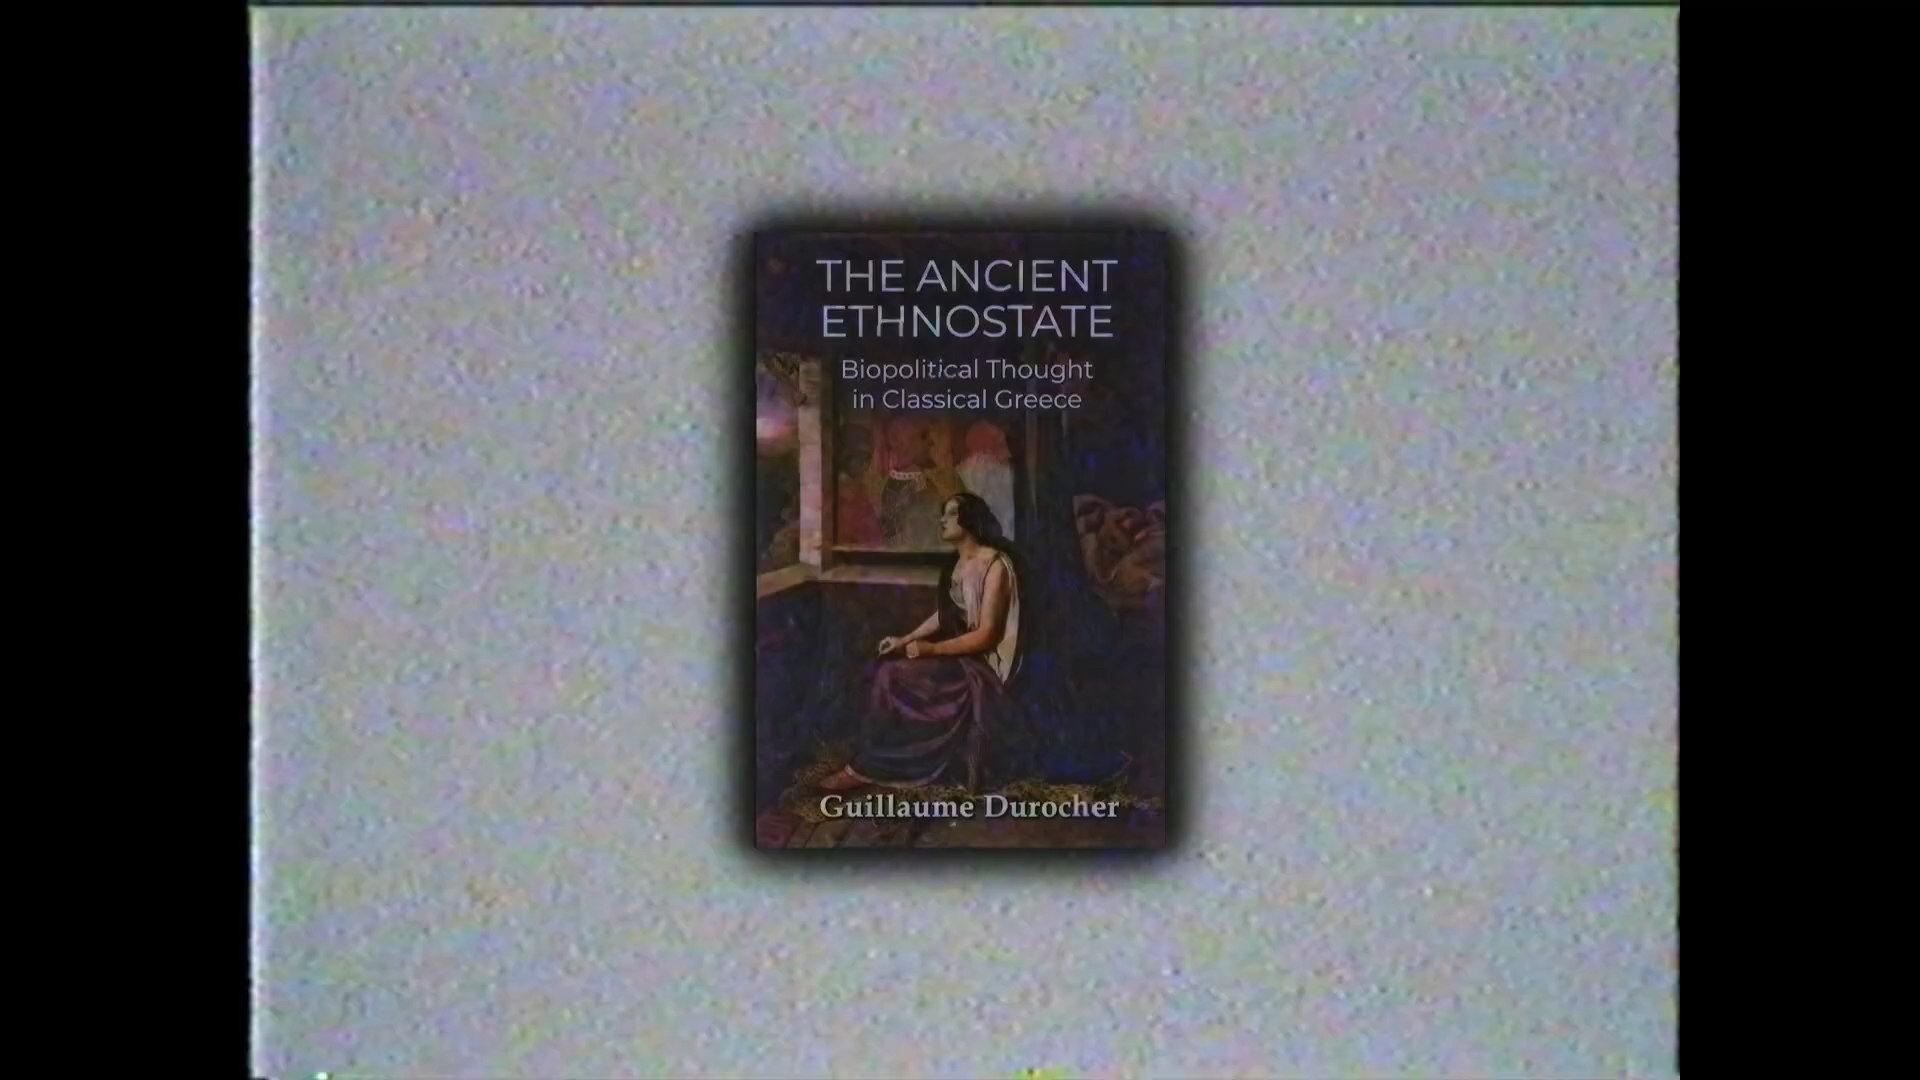 THE ANCIENT
ETHNOSTATE
Biopolitical Thought
in Classical Greece
Guillaume Durocher